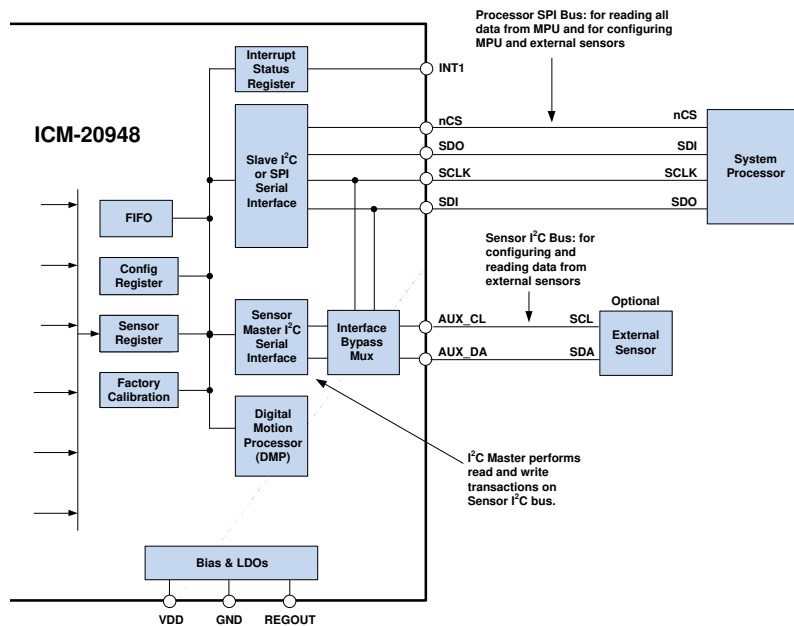 Processor SPI Bus: for reading all
data from MPU and for configuring
MPU and external sensors
Interrupt
Status
Register
INT1
ICM-20948
Slave I²C
or SPI
Serial
Interface
nCS
nCS
SDO
SDI
SCLK
SCLK
SDI
SDO
System
Processor
FIFO
Config
Register
Sensor
Register
Factory
Calibration
Sensor I²C Bus: for
configuring and
reading data from
external sensors
Sensor
Master I²C
Serial
Interface
Interface
Bypass
Mux
AUX_CL
SCL
AUX_DA
SDA
Optional
External
Sensor
Digital
Motion
Processor
(DMP)
I²C Master performs
read and write
transactions on
Sensor I²C bus.
Bias & LDOs
VDD
GND
REGOUT